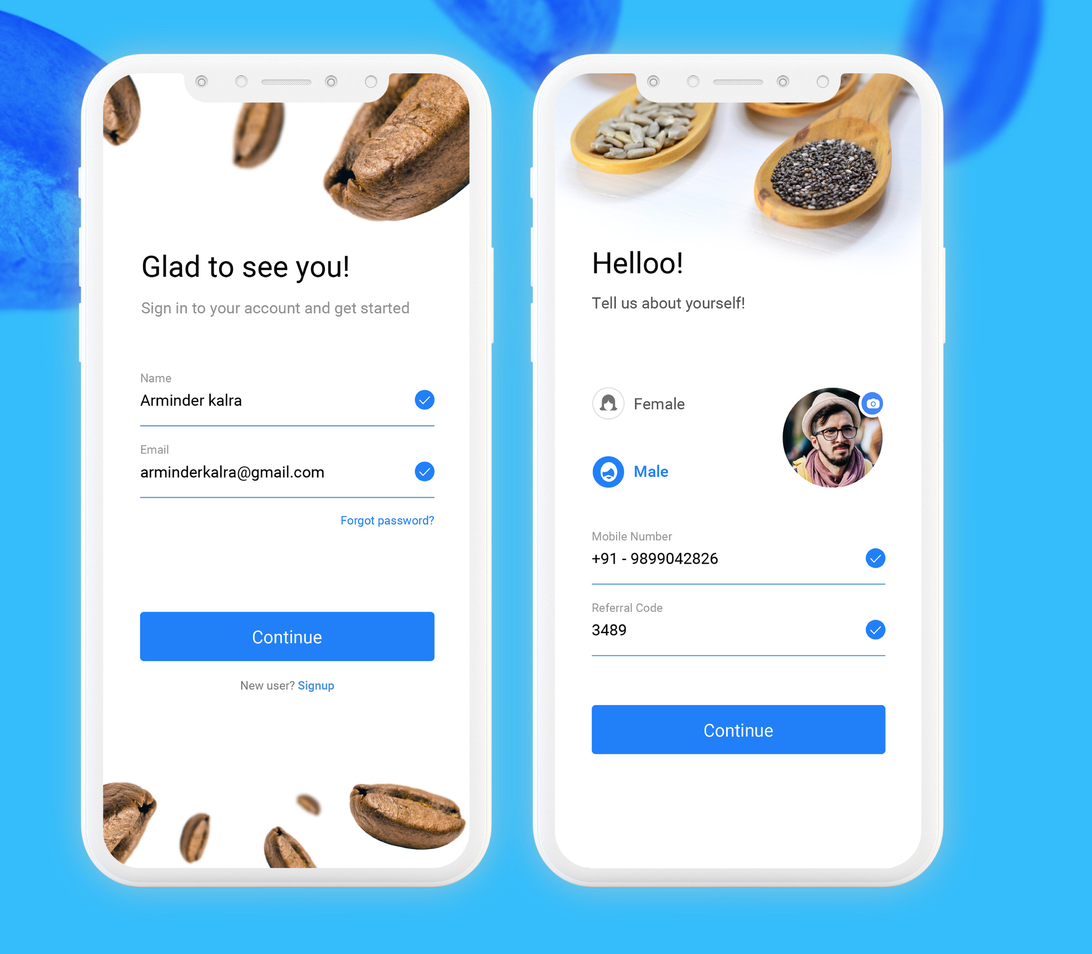 Glad to see you!
Sign in to your account and get started
Name
Arminder kalra
Email
arminderkalra@gmail.com
Forgot password?
Continue
New user? Signup
Helloo!
Tell us about yourself!
Female
Male
Mobile Number
+91 - 9899042826
Referral Code
3489
Continue